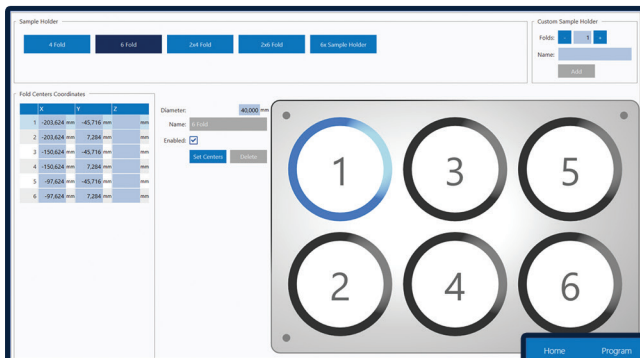 Sample Holder
4 Fold
6 Fold
2x4 Fold
2x6 Fold
6x Sample Holder
Custom Sample Holder
Folds: - 1 +
Name:
Add
Fold Centers Coordinates
X Y Z
1 -203,624 mm -45,716 mm mm
2 -203,624 mm 7,284 mm mm
3 -150,624 mm -45,716 mm mm
4 -150,624 mm 7,284 mm mm
5 -97,624 mm -45,716 mm mm
6 -97,624 mm 7,284 mm mm
Diameter: 40,000 mm
Name: 6 Fold
Enabled:
Set Centers Delete
1 3 5
2 4 6
Home Program